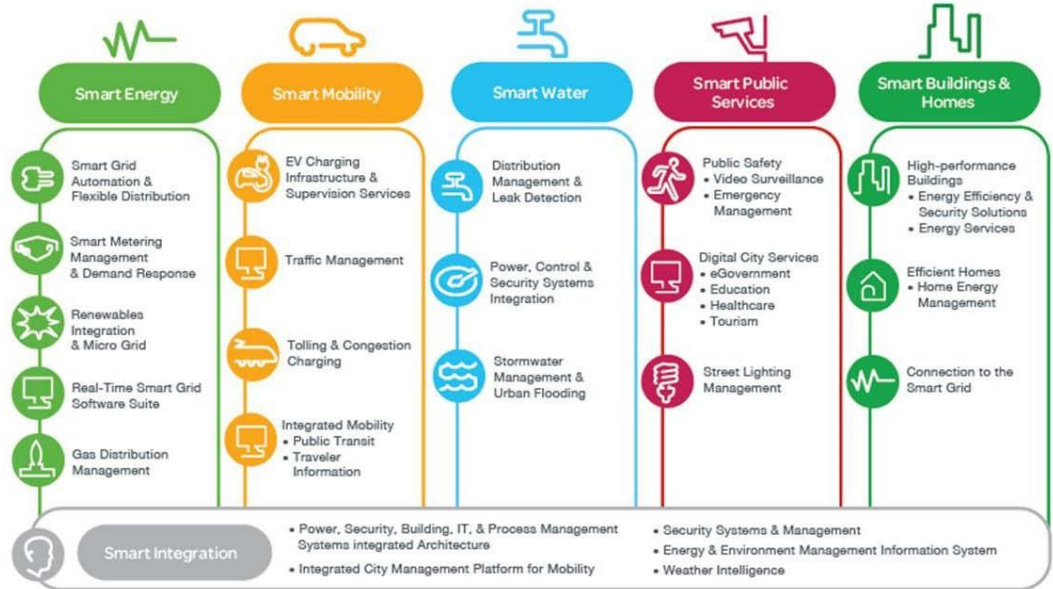 Smart Energy
Smart Grid
Automation &
Flexible Distribution
Smart Metering
Management
& Demand Response
Renewables
Integration
& Micro Grid
Real-Time Smart Grid
Software Suite
Gas Distribution
Management
Smart Mobility
EV Charging
Infrastructure &
Supervision Services
Traffic Management
Tolling & Congestion
Charging
Integrated Mobility
• Public Transit
• Traveler
Information
Smart Water
Distribution
Management &
Leak Detection
Power, Control &
Security Systems
Integration
Stormwater
Management &
Urban Flooding
Smart Public
Services
Public Safety
• Video Surveillance
• Emergency
Management
Digital City Services
• eGovernment
• Education
• Healthcare
• Tourism
Street Lighting
Management
Smart Buildings &
Homes
High-performance
Buildings
• Energy Efficiency &
Security Solutions
• Energy Services
Efficient Homes
• Home Energy
Management
Connection to the
Smart Grid
Smart Integration
• Power, Security, Building, IT, & Process Management
Systems integrated Architecture
• Integrated City Management Platform for Mobility
• Security Systems & Management
• Energy & Environment Management Information System
• Weather Intelligence